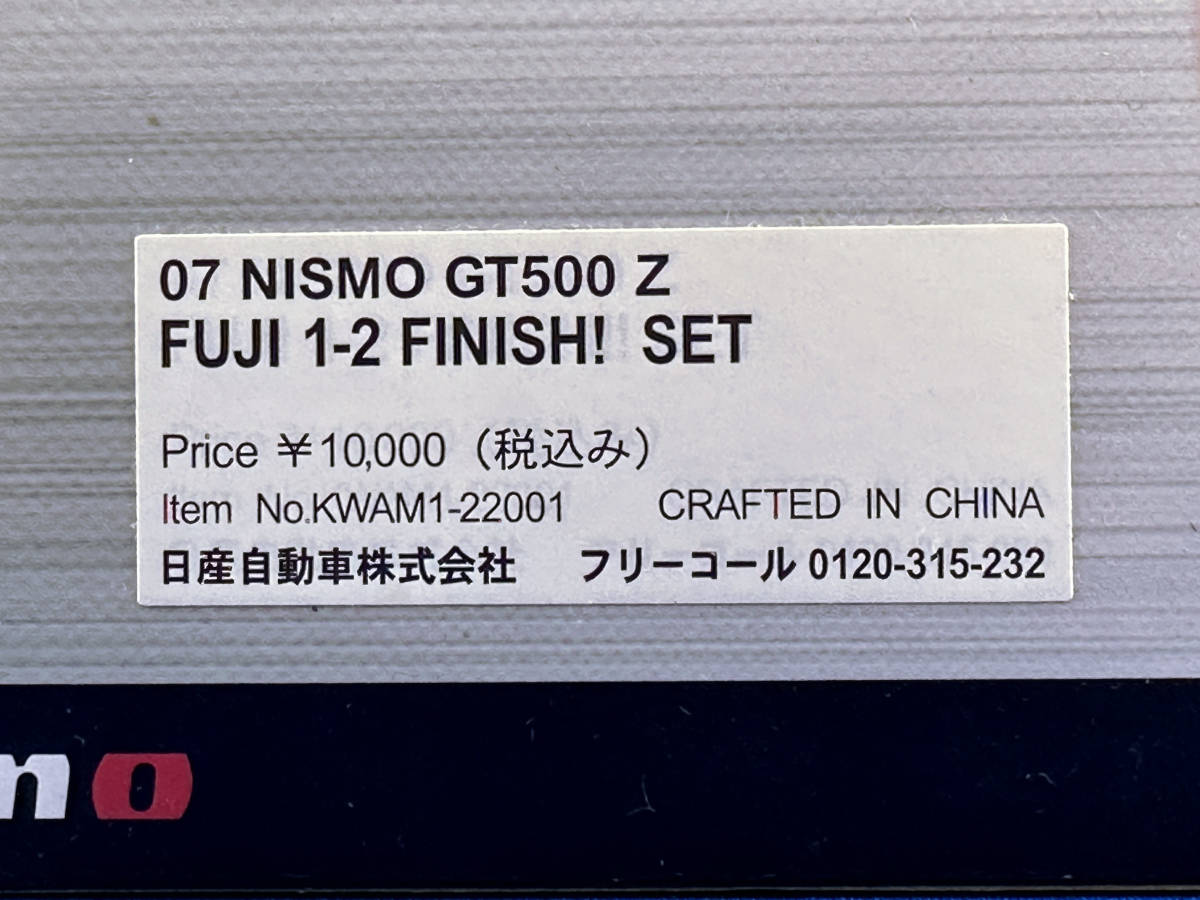 07 NISMO GT500 Z
FUJI 1-2 FINISH! SET
Price ￥10,000（税込み）
Item No.KWAM1-22001 CRAFTED IN CHINA
日産自動車株式会社 フリーコール 0120-315-232
mo